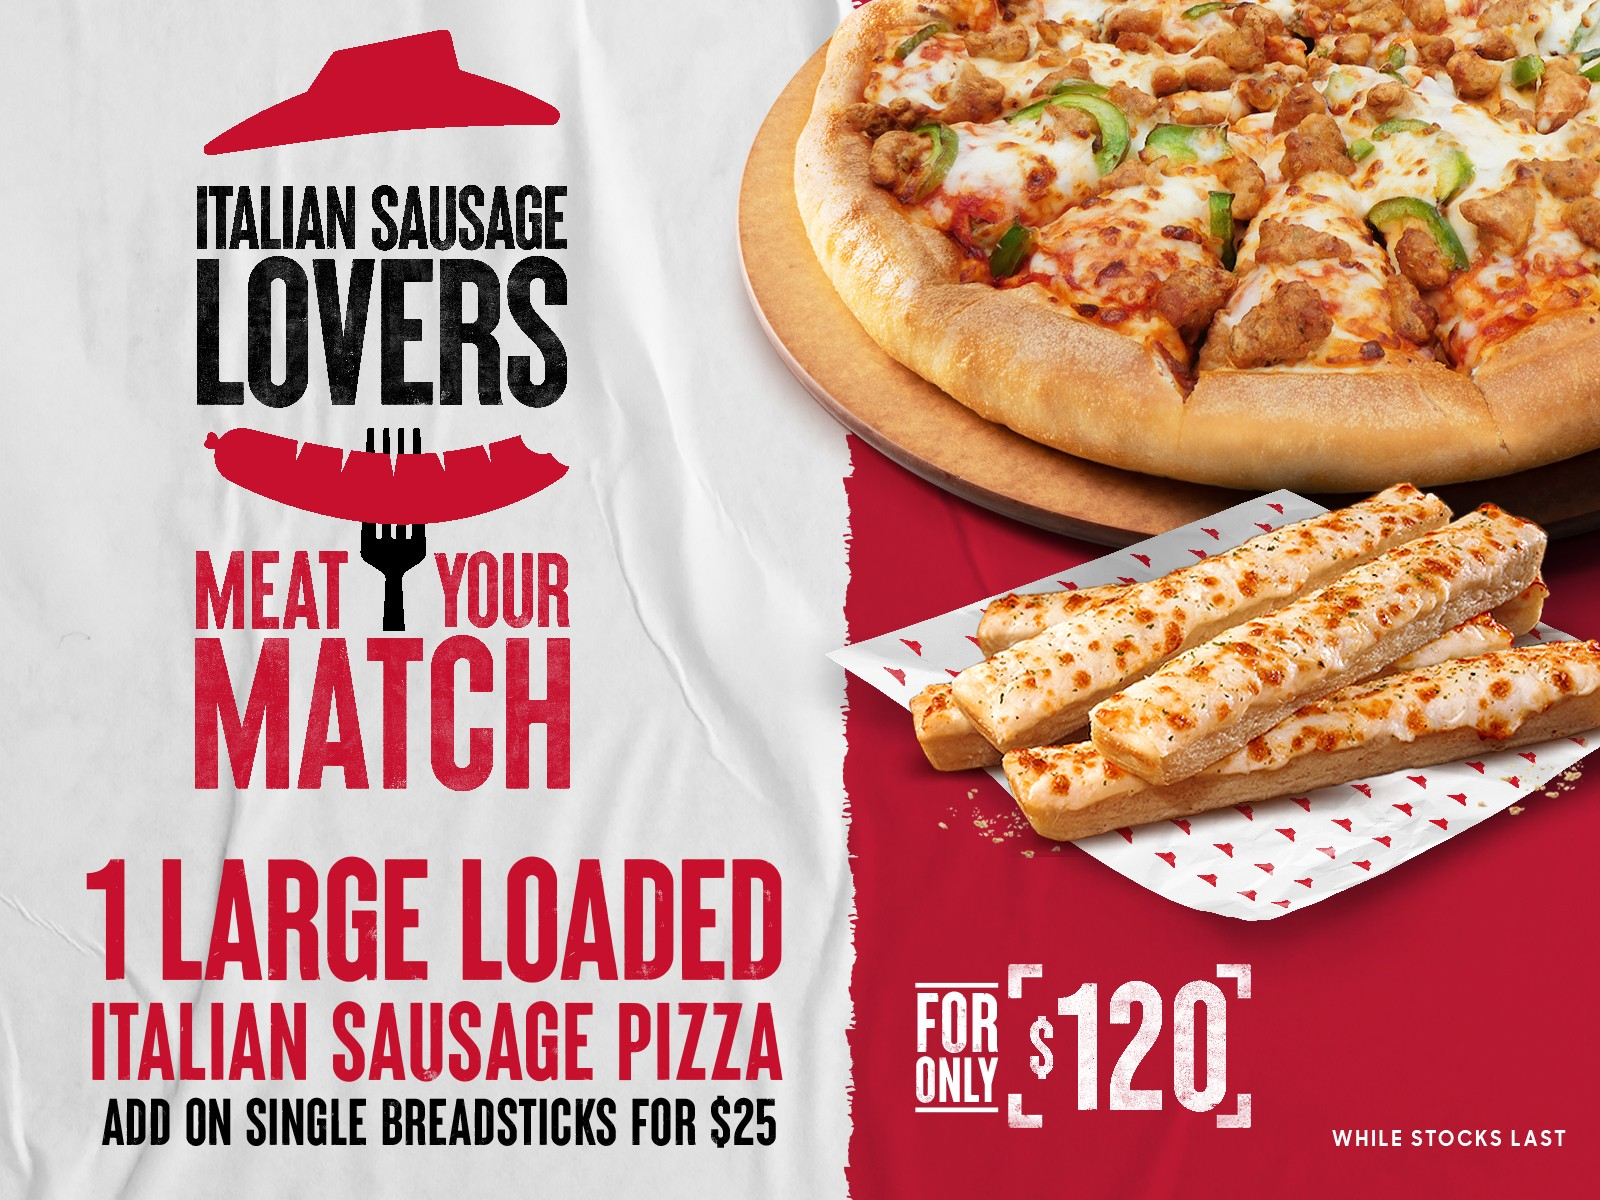 ITALIAN SAUSAGE
LOVERS
MEAT YOUR
MATCH
1 LARGE LOADED
ITALIAN SAUSAGE PIZZA
ADD ON SINGLE BREADSTICKS FOR $25
FOR
ONLY
$120
WHILE STOCKS LAST